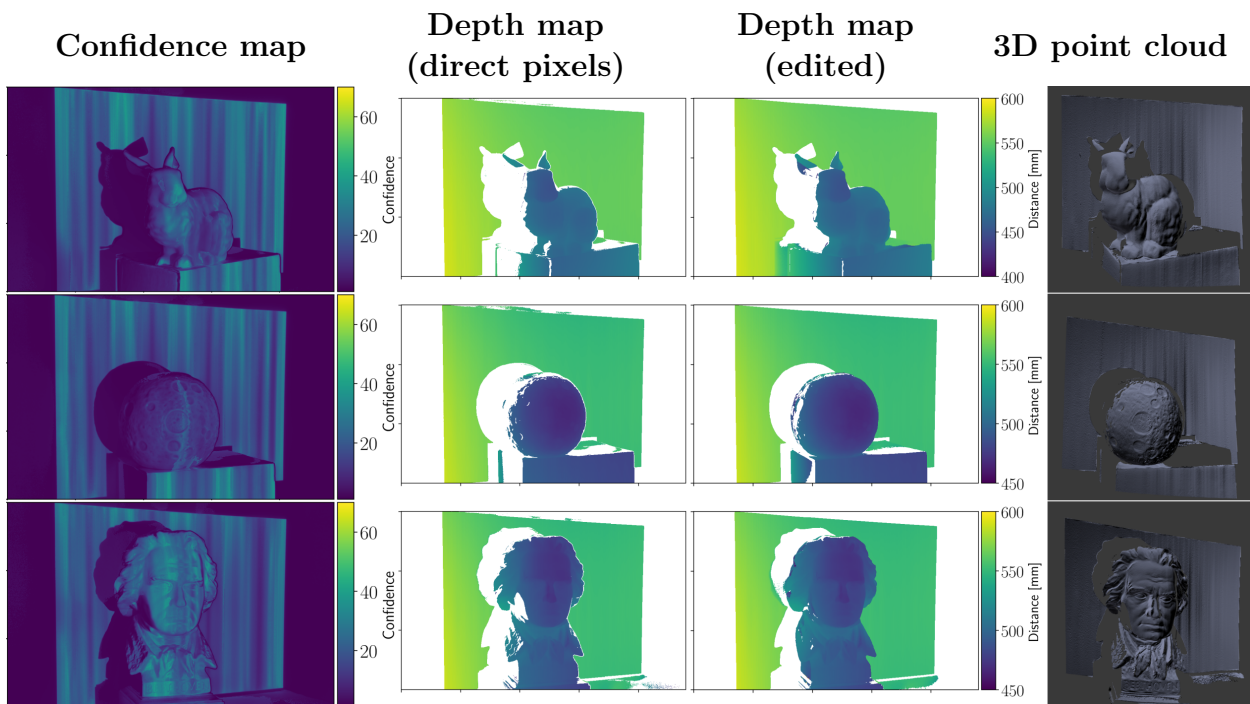 Confidence map
Depth map
(direct pixels)
Depth map
(edited)
3D point cloud
60
40
20
Confidence
600
550
500
450
400
Distance [mm]
60
40
20
Confidence
600
550
500
450
Distance [mm]
60
40
20
Confidence
600
550
500
450
Distance [mm]